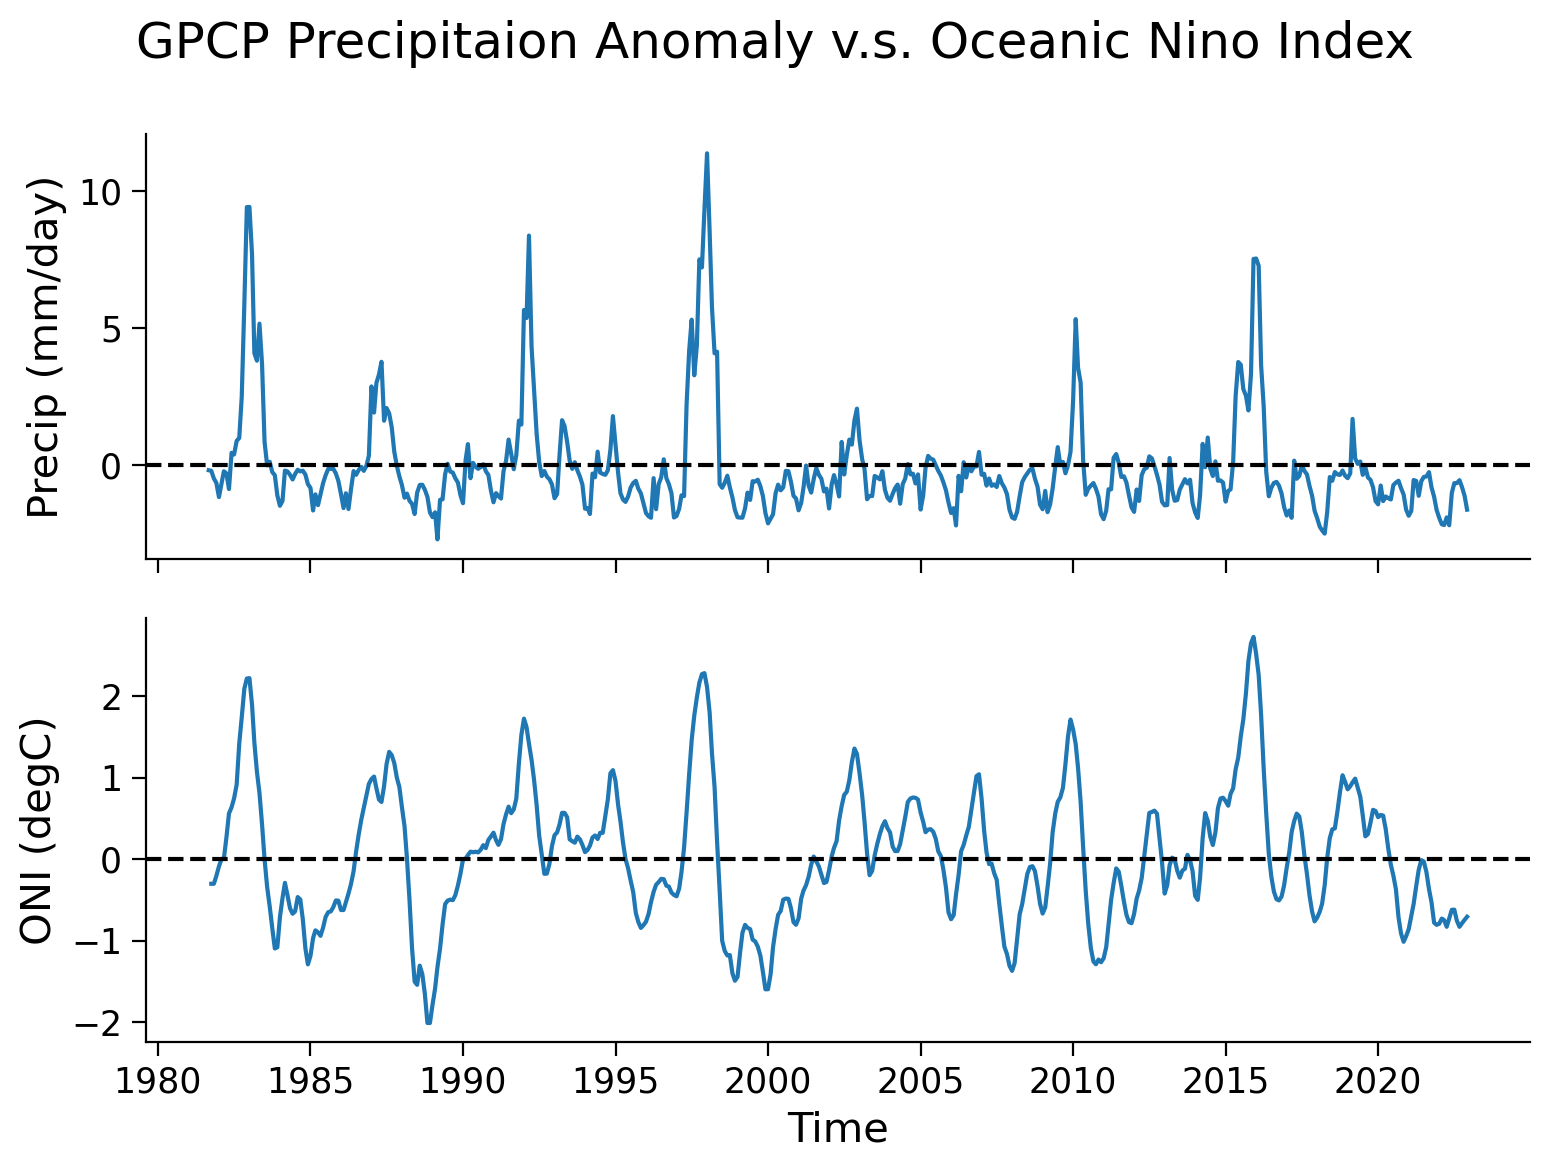 GPCP Precipitaion Anomaly v.s. Oceanic Nino Index
Precip (mm/day)
10
5
0
ONI (degC)
2
1
0
−1
−2
1980 1985 1990 1995 2000 2005 2010 2015 2020
Time